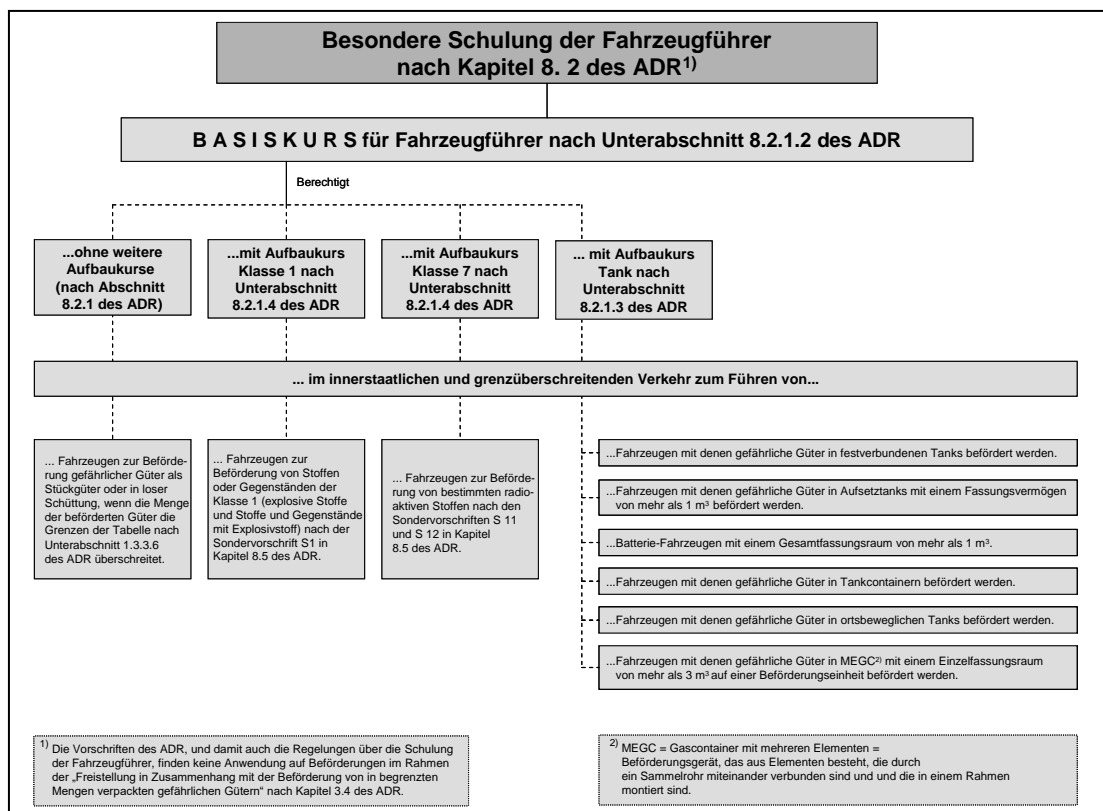 Besondere Schulung der Fahrzeugführer
nach Kapitel 8. 2 des ADR1)
B A S I S K U R S für Fahrzeugführer nach Unterabschnitt 8.2.1.2 des ADR
Berechtigt
...ohne weitere
Aufbaukurse
(nach Abschnitt
8.2.1 des ADR)
...mit Aufbaukurs
Klasse 1 nach
Unterabschnitt
8.2.1.4 des ADR
...mit Aufbaukurs
Klasse 7 nach
Unterabschnitt
8.2.1.4 des ADR
... mit Aufbaukurs
Tank nach
Unterabschnitt
8.2.1.3 des ADR
... im innerstaatlichen und grenzüberschreitenden Verkehr zum Führen von...
... Fahrzeugen zur Beförde-
rung gefährlicher Güter als
Stückgüter oder in loser
Schüttung, wenn die Menge
der beförderten Güter die
Grenzen der Tabelle nach
Unterabschnitt 1.3.3.6
des ADR überschreitet.
... Fahrzeugen zur
Beförderung von Stoffen
oder Gegenständen der
Klasse 1 (explosive Stoffe
und Stoffe und Gegenstände
mit Explosivstoff) nach der
Sondervorschrift S1 in
Kapitel 8.5 des ADR.
... Fahrzeugen zur Beförde-
rung von bestimmten radio-
aktiven Stoffen nach den
Sondervorschriften S 11
und S 12 in Kapitel
8.5 des ADR.
...Fahrzeugen mit denen gefährliche Güter in festverbundenen Tanks befördert werden.
...Fahrzeugen mit denen gefährliche Güter in Aufsetztanks mit einem Fassungsvermögen
von mehr als 1 m³ befördert werden.
...Batterie-Fahrzeugen mit einem Gesamtfassungsraum von mehr als 1 m³.
...Fahrzeugen mit denen gefährliche Güter in Tankcontainern befördert werden.
...Fahrzeugen mit denen gefährliche Güter in ortsbeweglichen Tanks befördert werden.
...Fahrzeugen mit denen gefährliche Güter in MEGC2) mit einem Einzelfassungsraum
von mehr als 3 m³ auf einer Beförderungseinheit befördert werden.
1) Die Vorschriften des ADR, und damit auch die Regelungen über die Schulung
der Fahrzeugführer, finden keine Anwendung auf Beförderungen im Rahmen
der „Freistellung in Zusammenhang mit der Beförderung von in begrenzten
Mengen verpackten gefährlichen Gütern“ nach Kapitel 3.4 des ADR.
2) MEGC = Gascontainer mit mehreren Elementen =
Beförderungsgerät, das aus Elementen besteht, die durch
ein Sammelrohr miteinander verbunden sind und und die in einem Rahmen
montiert sind.